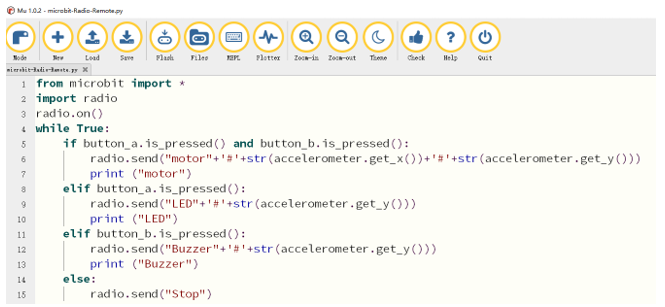 Mu 1.0.2 - microbit-Radio-Remote.py
Mode New Load Save Flash Files REPL Plotter Zoom-in Zoom-out Theme Check Help Quit
microbit-Radio-Remote.py
1 from microbit import *
2 import radio
3 radio.on()
4 while True:
5 if button_a.is_pressed() and button_b.is_pressed():
6 radio.send("motor"+'#'+str(accelerometer.get_x())+'#'+str(accelerometer.get_y()))
7 print ("motor")
8 elif button_a.is_pressed():
9 radio.send("LED"+'#'+str(accelerometer.get_y()))
10 print ("LED")
11 elif button_b.is_pressed():
12 radio.send("Buzzer"+'#'+str(accelerometer.get_y()))
13 print ("Buzzer")
14 else:
15 radio.send("Stop")